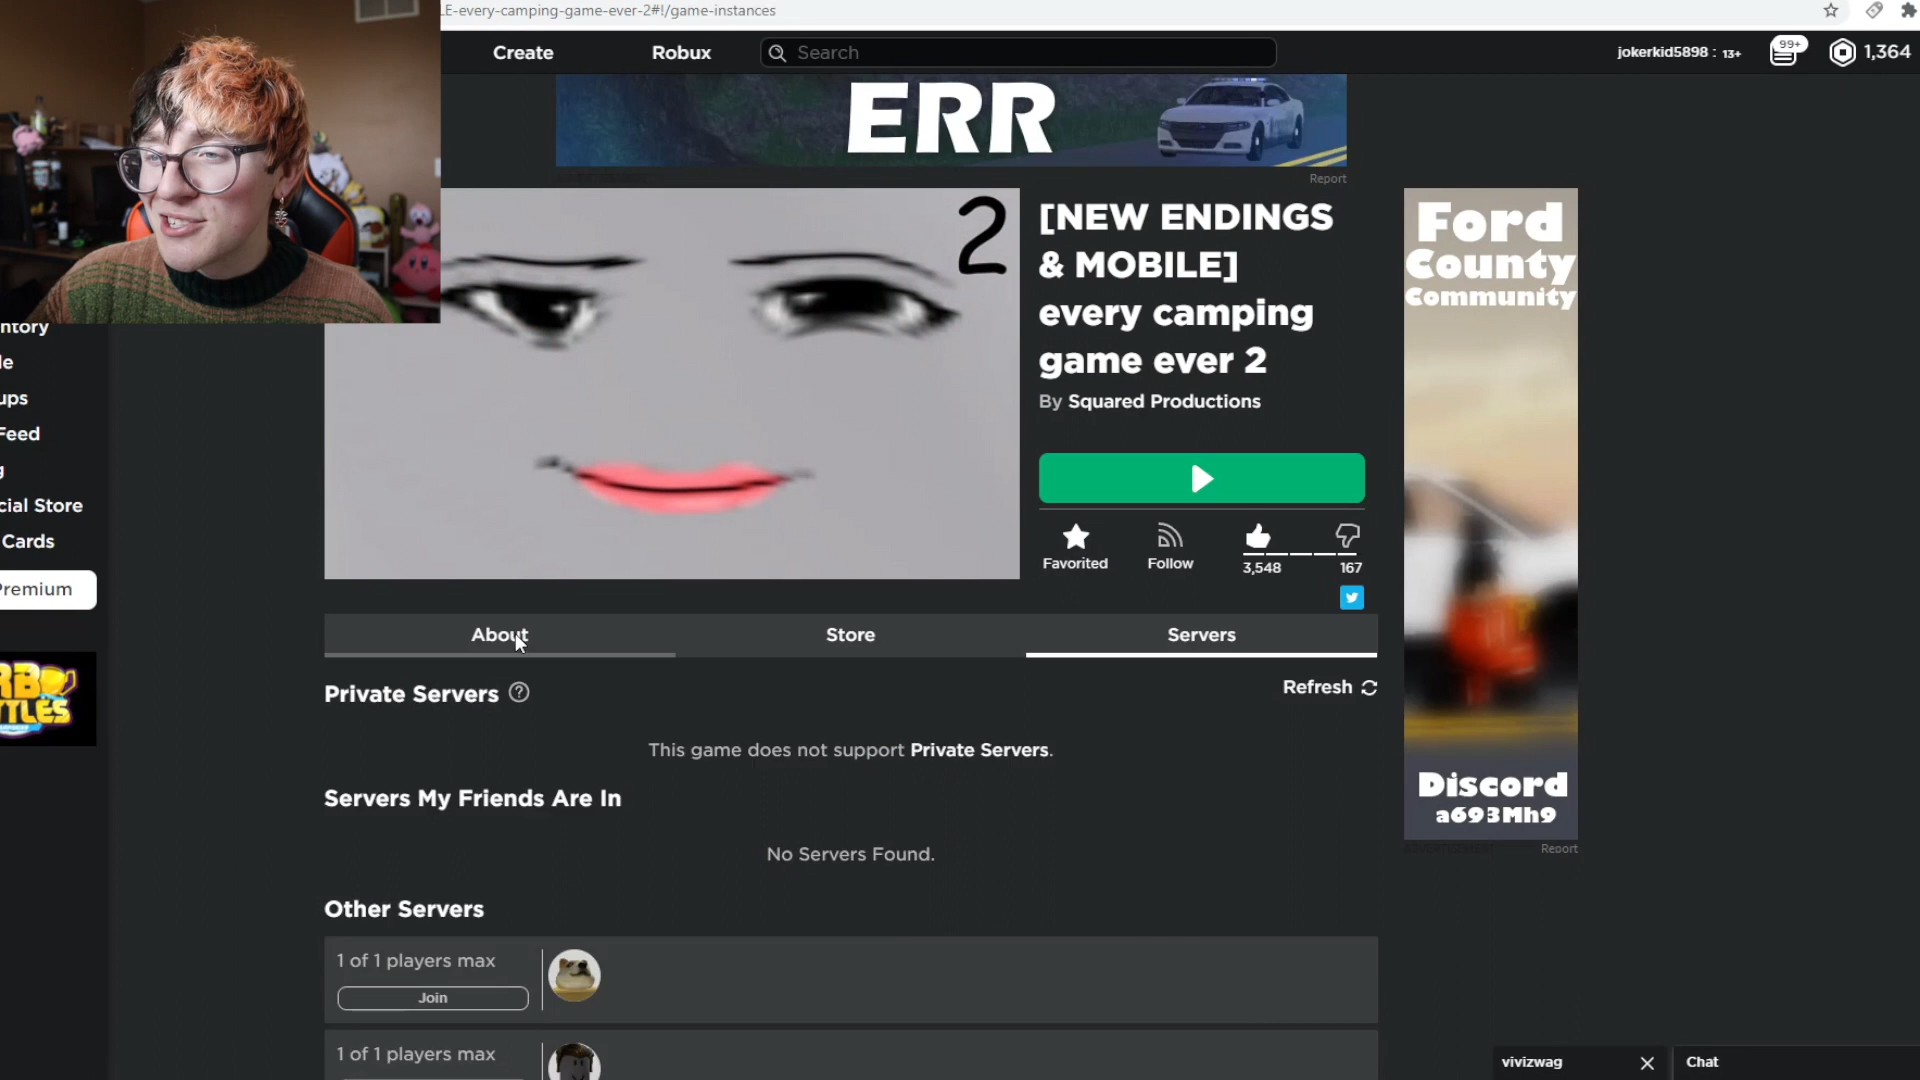 LE-every-camping-game-ever-2#!/game-instances
Create
Robux
Search
jokerkid5898 : 13+
99+
1,364
ERR
Report
2
[NEW ENDINGS
& MOBILE]
every camping
game ever 2
By Squared Productions
Favorited
Follow
3,548
167
Ford
County
Community
Discord
a693Mh9
Report
ntory
le
ups
Feed
g
cial Store
Cards
Premium
RB
TTLES
About
Store
Servers
Private Servers
Refresh
This game does not support Private Servers.
Servers My Friends Are In
No Servers Found.
Other Servers
1 of 1 players max
Join
1 of 1 players max
vivizwag
Chat